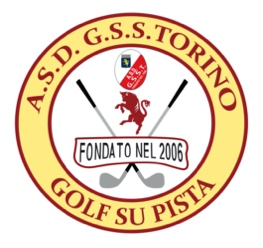 A.S.D. G.S.S.TORINO
G.S.S.T.
FONDATO NEL 2006
GOLF SU PISTA